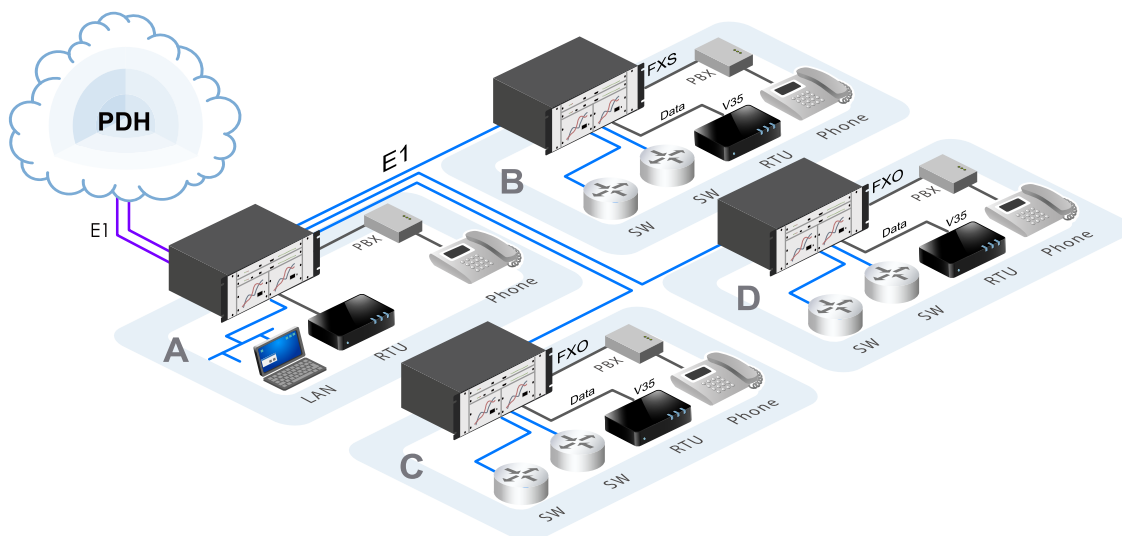 PDH
E1
E1
A
PBX
Phone
RTU
LAN
B
FXS
PBX
Phone
Data
V35
RTU
SW
SW
C
FXO
PBX
Phone
Data
V35
RTU
SW
SW
D
FXO
PBX
Phone
Data
V35
RTU
SW
SW